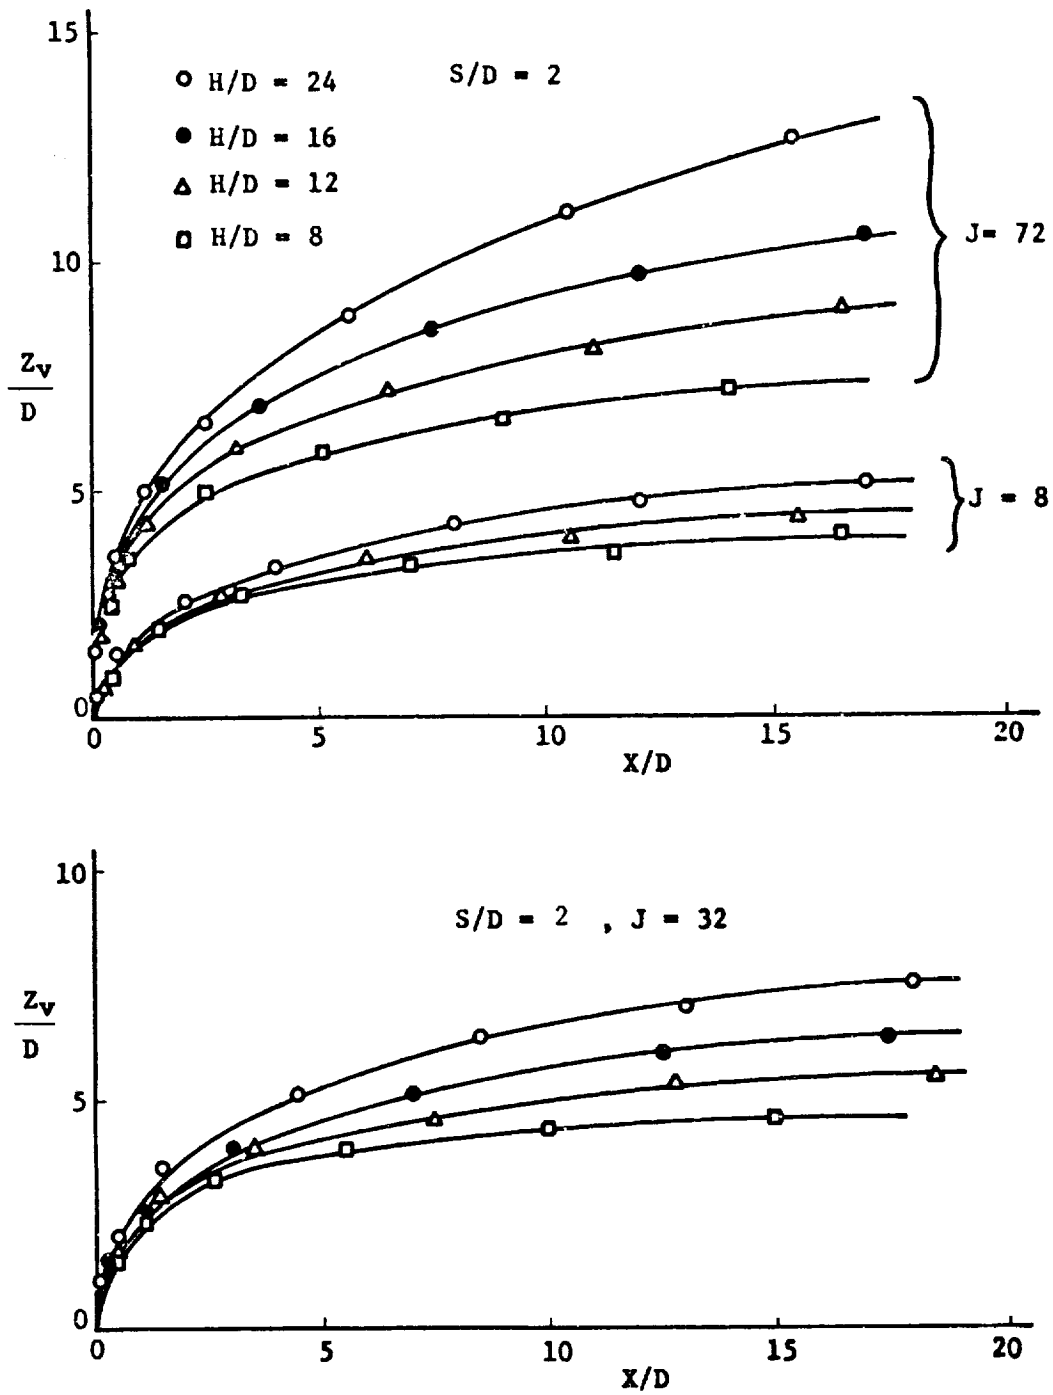 15
H/D = 24
S/D = 2
H/D = 16
H/D = 12
H/D = 8
J= 72
10
Zv
D
5
J = 8
0
0
5
10
15
20
X/D
10
S/D = 2 , J = 32
Zv
D
5
0
0
5
10
15
20
X/D